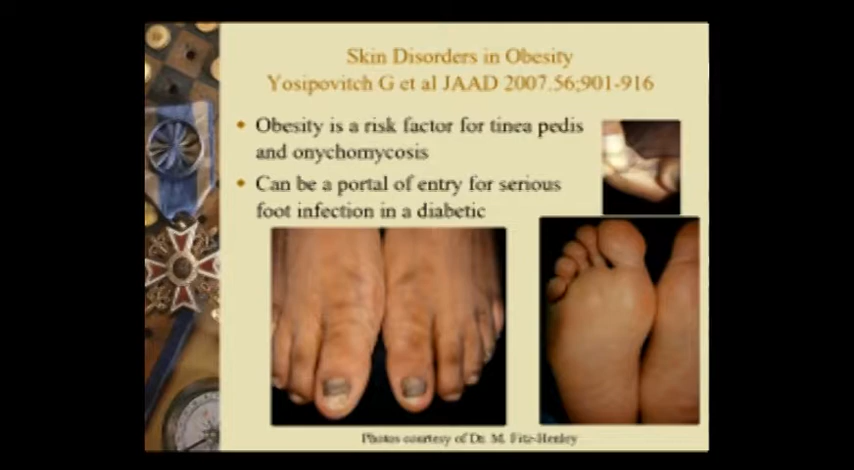 Skin Disorders in Obesity
Yosipovitch G et al JAAD 2007.56;901-916
Obesity is a risk factor for tinea pedis
and onychomycosis
Can be a portal of entry for serious
foot infection in a diabetic
Photos courtesy of Dr. M. Fitz-Henley